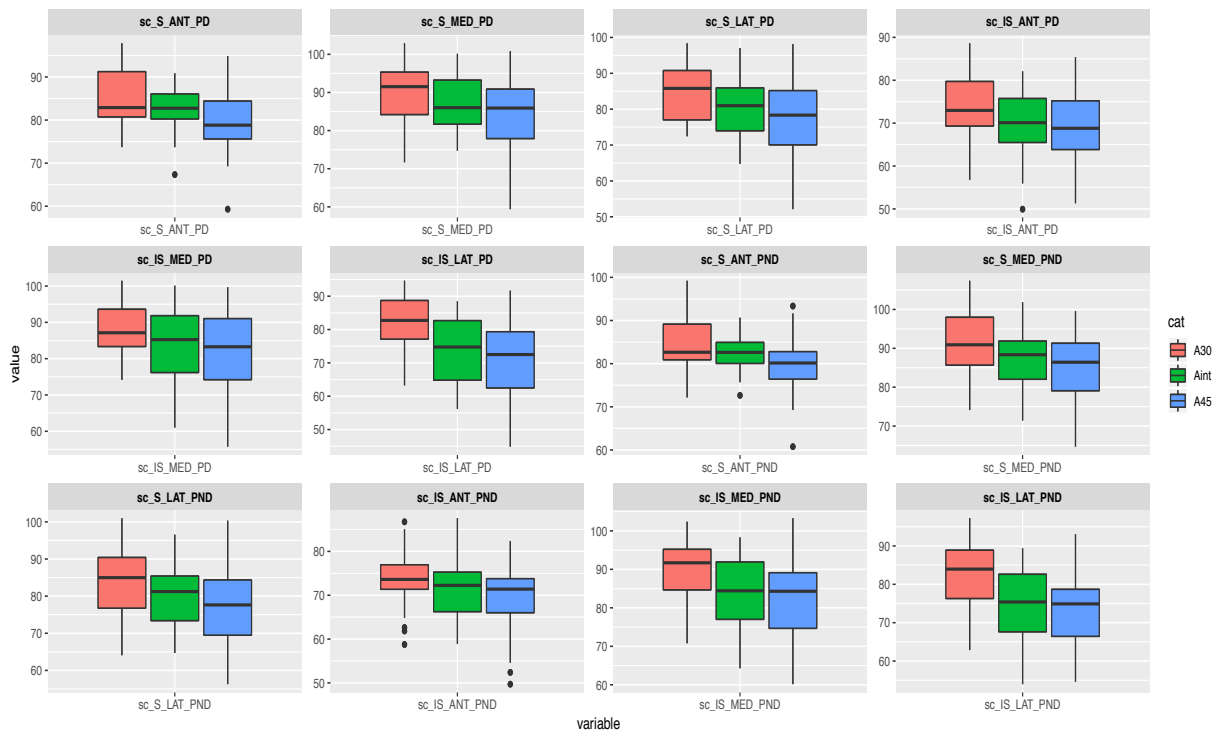 sc_S_ANT_PD
sc_S_MED_PD
sc_S_LAT_PD
sc_IS_ANT_PD
90
80
70
60
100
90
80
70
60
100
90
80
70
60
50
90
80
70
60
50
sc_S_ANT_PD
sc_S_MED_PD
sc_S_LAT_PD
sc_IS_ANT_PD
sc_IS_MED_PD
sc_IS_LAT_PD
sc_S_ANT_PND
sc_S_MED_PND
value
100
90
80
70
60
90
80
70
60
50
100
90
80
70
60
100
90
80
70
cat
A30
Aint
A45
sc_IS_MED_PD
sc_IS_LAT_PD
sc_S_ANT_PND
sc_S_MED_PND
sc_S_LAT_PND
sc_IS_ANT_PND
sc_IS_MED_PND
sc_IS_LAT_PND
100
90
80
70
60
80
70
60
50
100
90
80
70
60
90
80
70
60
sc_S_LAT_PND
sc_IS_ANT_PND
sc_IS_MED_PND
sc_IS_LAT_PND
variable